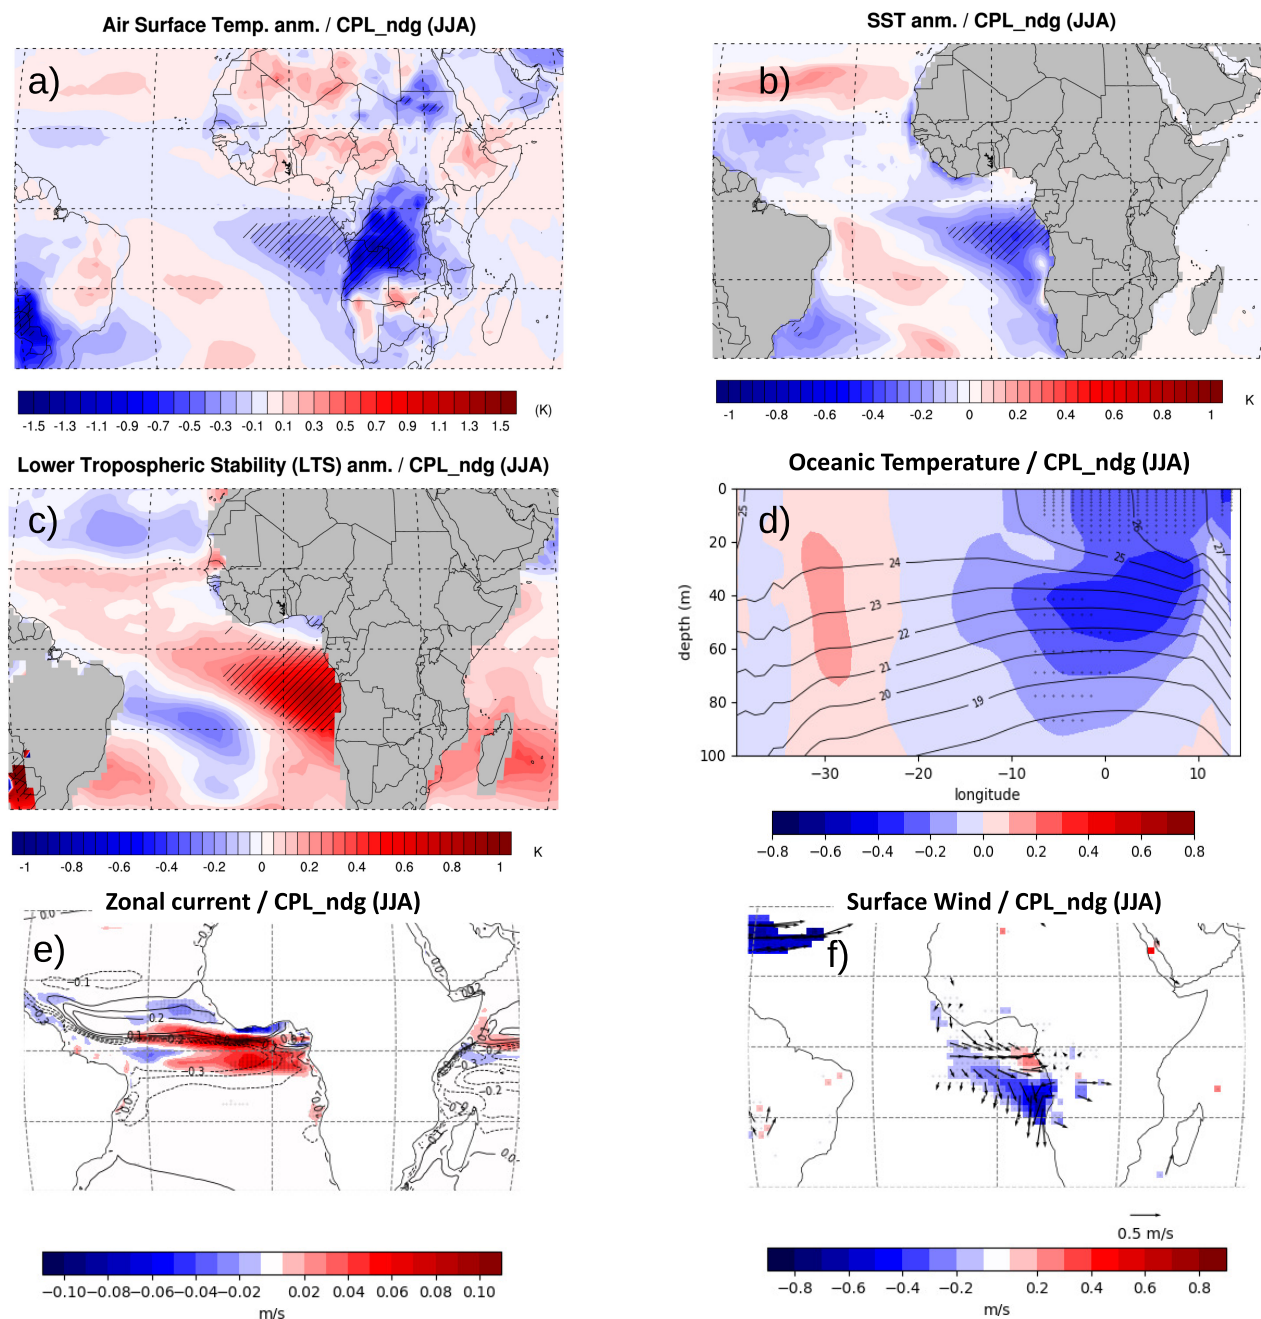 Air Surface Temp. anm. / CPL_ndg (JJA)
a)
-1.5 -1.1 -0.9 -0.7 -0.5 -0.3 -0.1 0.1 0.3 0.5 0.7 0.9 1.1 1.3 1.5 (K)
SST anm. / CPL_ndg (JJA)
b)
-1 -0.8 -0.6 -0.4 -0.2 0 0.2 0.4 0.6 0.8 1 K
Lower Tropospheric Stability (LTS) anm. / CPL_ndg (JJA)
c)
-1 -0.8 -0.6 -0.4 -0.2 0 0.2 0.4 0.6 0.8 1 K
Oceanic Temperature / CPL_ndg (JJA)
d)
0
20
40
60
80
100
depth (m)
25
26
27
25
24
23
22
21
20
19
−30 −20 −10 0 10
longitude
−0.8 −0.6 −0.4 −0.2 0.0 0.2 0.4 0.6 0.8
Zonal current / CPL_ndg (JJA)
e)
0.0
−0.1
0.2
−0.3
−0.2
0.0
−0.10 −0.08 −0.06 −0.04 −0.02 0.02 0.04 0.06 0.08 0.10
m/s
Surface Wind / CPL_ndg (JJA)
f)
0.5 m/s
−0.8 −0.6 −0.4 −0.2 0.2 0.4 0.6 0.8
m/s